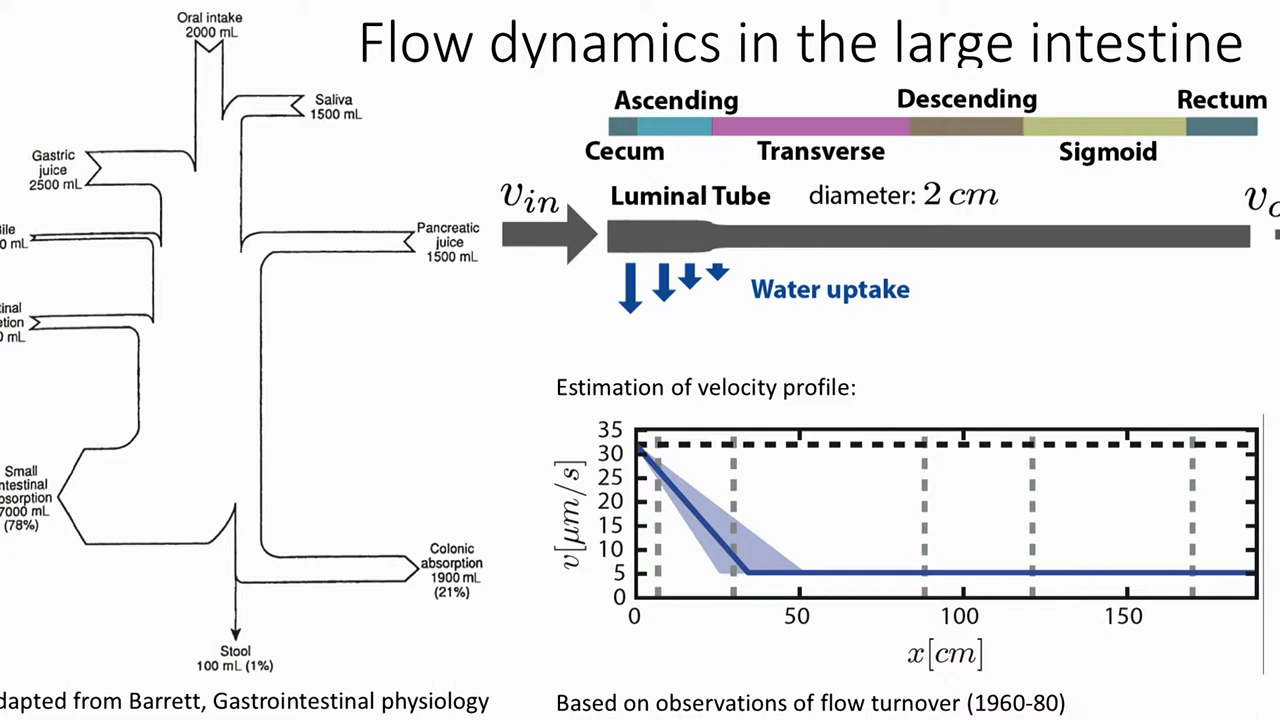 Flow dynamics in the large intestine
Oral intake
2000 mL
Saliva
1500 mL
Gastric
juice
2500 mL
Pancreatic
juice
1500 mL
Small
7000 mL
(78%)
Colonic
absorption
1900 mL
(21%)
Stool
100 mL (1%)
from Barrett, Gastrointestinal physiology
Ascending
Descending
Rectum
Cecum
Transverse
Sigmoid
v_in
Luminal Tube
diameter: 2 cm
Water uptake
Estimation of velocity profile:
v[μm/s]
35
30
25
20
15
10
5
0
0
50
100
150
x[cm]
Based on observations of flow turnover (1960-80)